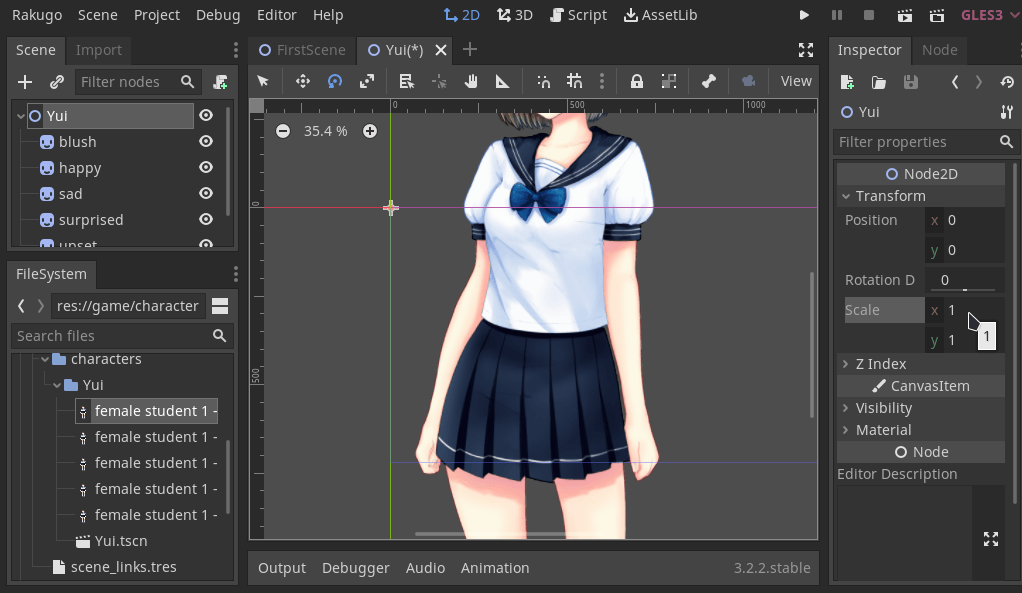 Rakugo Scene Project Debug Editor Help 2D 3D Script AssetLib GLES3
Scene Import
Filter nodes
Yui
blush
happy
sad
surprised
upset
FileSystem
res://game/character
Search files
characters
Yui
female student 1 -
female student 1 -
female student 1 -
female student 1 -
female student 1 -
Yui.tscn
scene_links.tres
FirstScene Yui(*)
View
0 500 1000
35.4 %
0
500
Output Debugger Audio Animation 3.2.2.stable
Inspector Node
Yui
Filter properties
Node2D
Transform
Position x 0
y 0
Rotation D 0
Scale x 1
y 1
1
Z Index
CanvasItem
Visibility
Material
Node
Editor Description